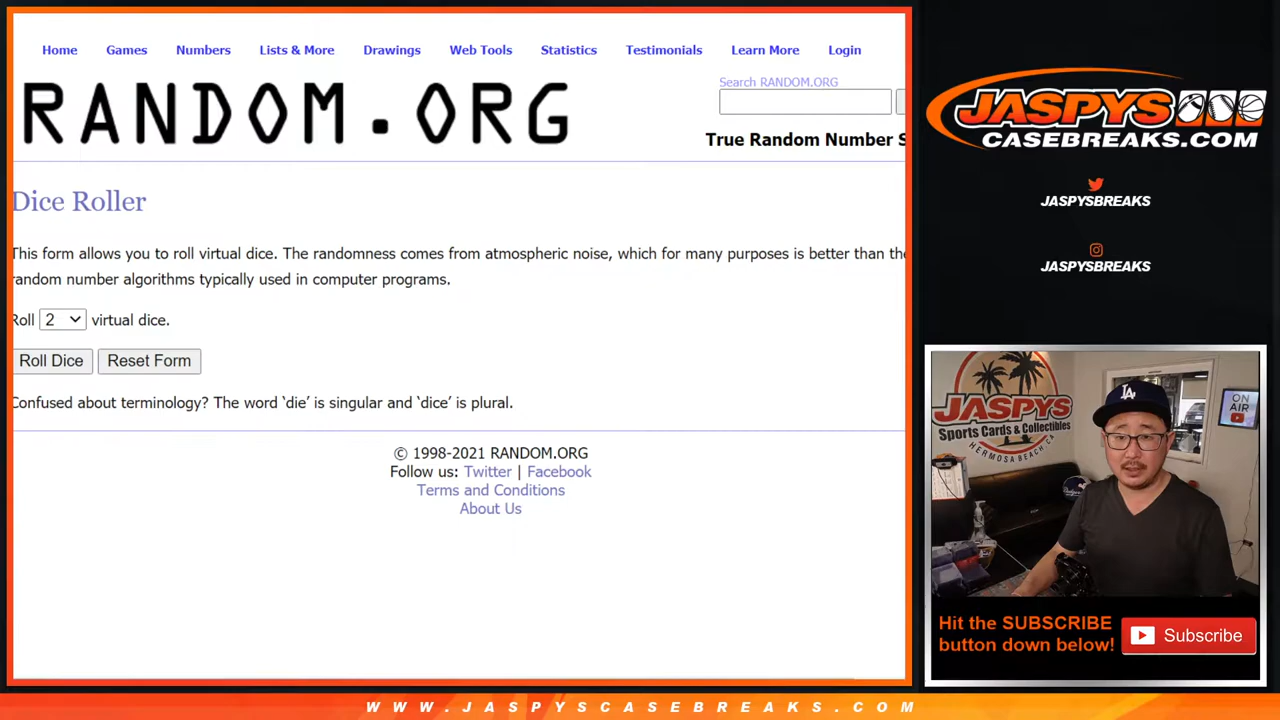 Home Games Numbers Lists & More Drawings Web Tools Statistics Testimonials Learn More Login
RANDOM.ORG
Search RANDOM.ORG
True Random Number S
Dice Roller
This form allows you to roll virtual dice. The randomness comes from atmospheric noise, which for many purposes is better than the
random number algorithms typically used in computer programs.
Roll 2 virtual dice.
Roll Dice Reset Form
Confused about terminology? The word ‘die’ is singular and ‘dice’ is plural.
© 1998-2021 RANDOM.ORG
Follow us: Twitter | Facebook
Terms and Conditions
About Us
JASPYS
CASEBREAKS.COM
JASPYSBREAKS
JASPYSBREAKS
JASPYS
Sports Cards & Collectibles
HERMOSA BEACH, CA
LA
ON
AIR
Hit the SUBSCRIBE
button down below!
Subscribe
WWW.JASPYSCASEBREAKS.COM